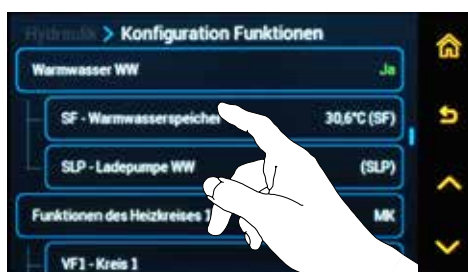 Hydraulik > Konfiguration Funktionen
Warmwasser WW Ja
SF - Warmwasserspeicher 30,6°C (SF)
SLP - Ladepumpe WW (SLP)
Funktionen des Heizkreises 1 MK
VF1 - Kreis 1